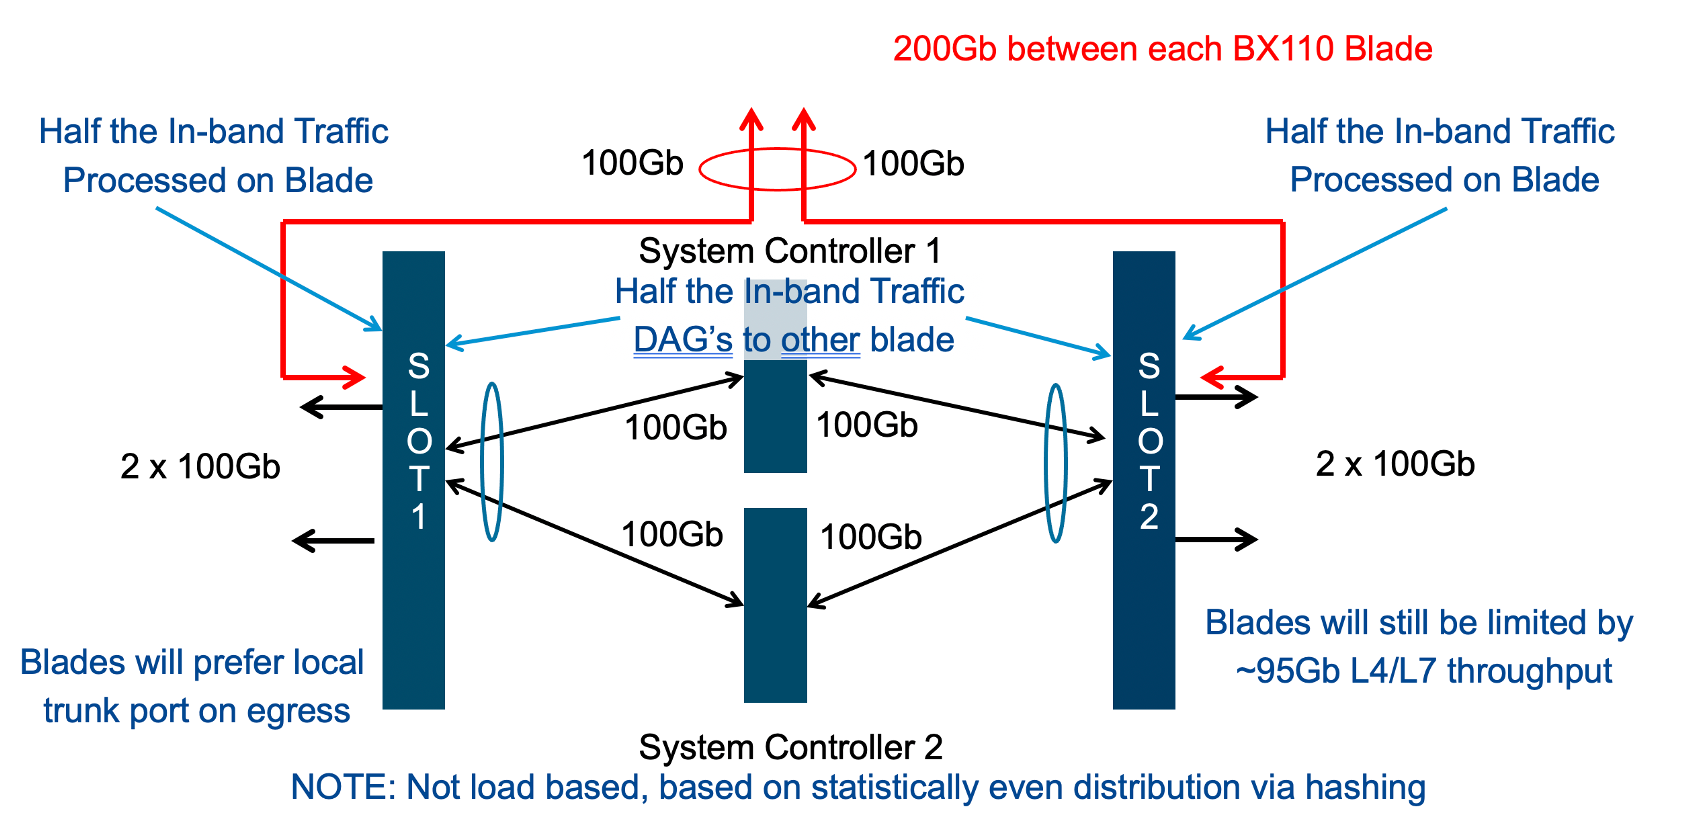 200Gb between each BX110 Blade
Half the In-band Traffic
Processed on Blade
100Gb
100Gb
Half the In-band Traffic
Processed on Blade
System Controller 1
Half the In-band Traffic
DAG's to other blade
SLOT1
SLOT2
100Gb
100Gb
2 x 100Gb
2 x 100Gb
100Gb
100Gb
Blades will prefer local
trunk port on egress
Blades will still be limited by
~95Gb L4/L7 throughput
System Controller 2
NOTE: Not load based, based on statistically even distribution via hashing